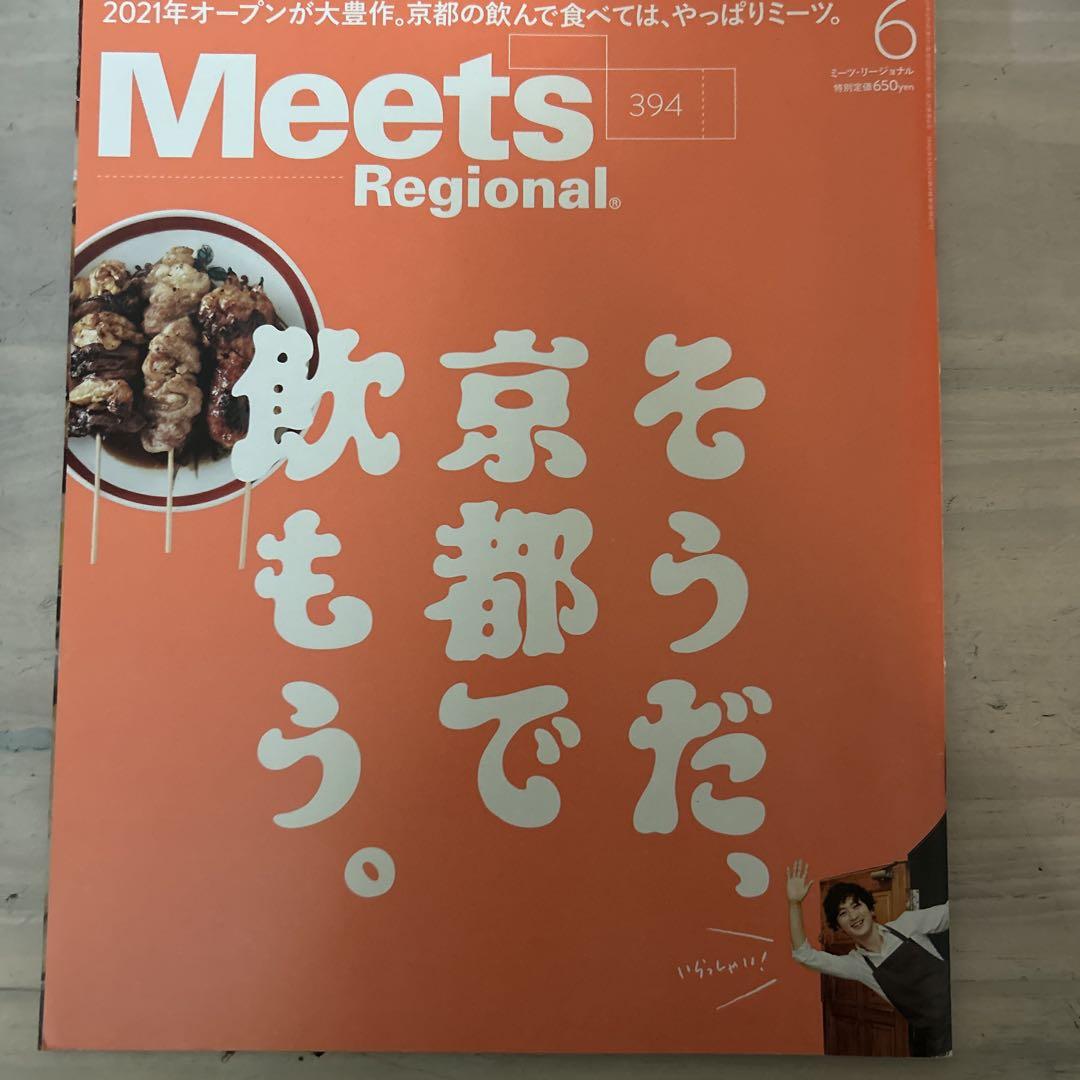 2021年オープンが大豊作。京都の飲んで食べては、やっぱりミーツ。
6
ミーツ・リージョナル
特別定価650yen
Meets
394
Regional®
そうだ、
京都で
飲もう。
いらっしゃい!